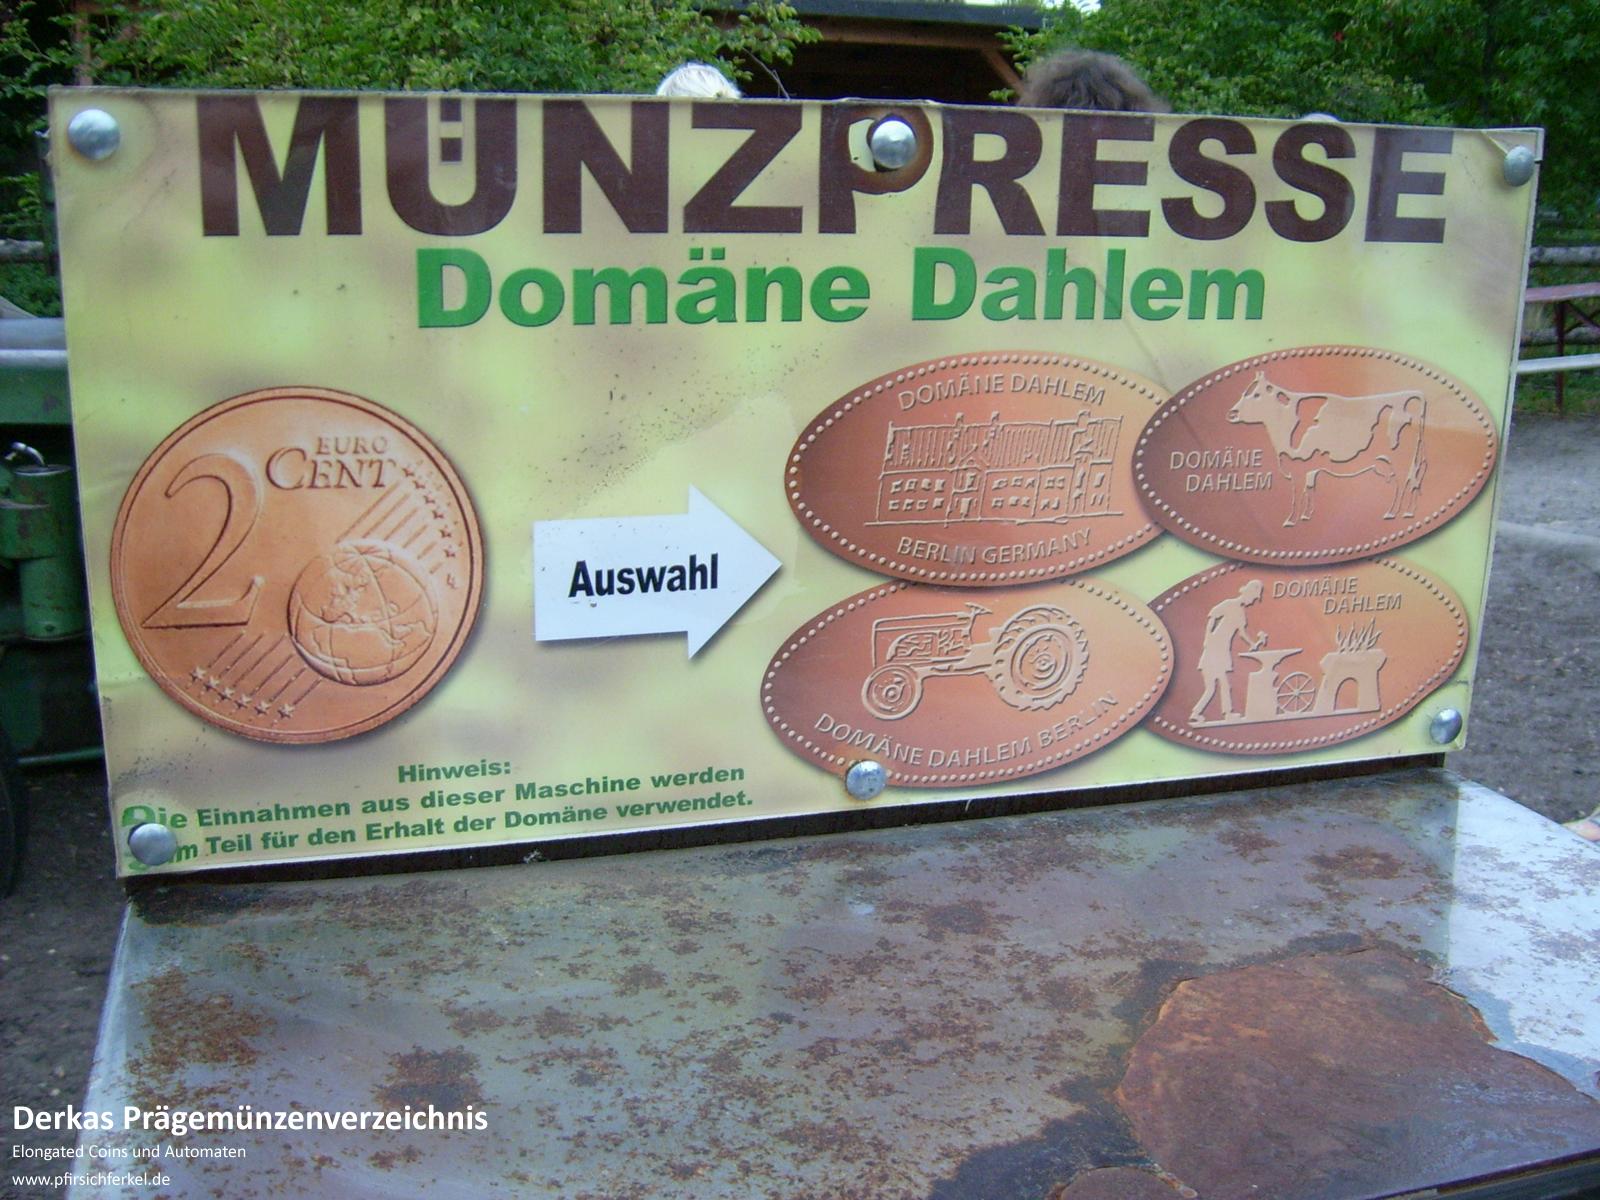 MÜNZPRESSE
Domäne Dahlem
2 EURO
CENT
Auswahl
DOMÄNE DAHLEM
BERLIN GERMANY
DOMÄNE
DAHLEM
DOMÄNE DAHLEM BERLIN
DOMÄNE
DAHLEM
Hinweis:
Die Einnahmen aus dieser Maschine werden
zum Teil für den Erhalt der Domäne verwendet.
Derkas Prägemünzenverzeichnis
Elongated Coins und Automaten
www.pfirsichferkel.de